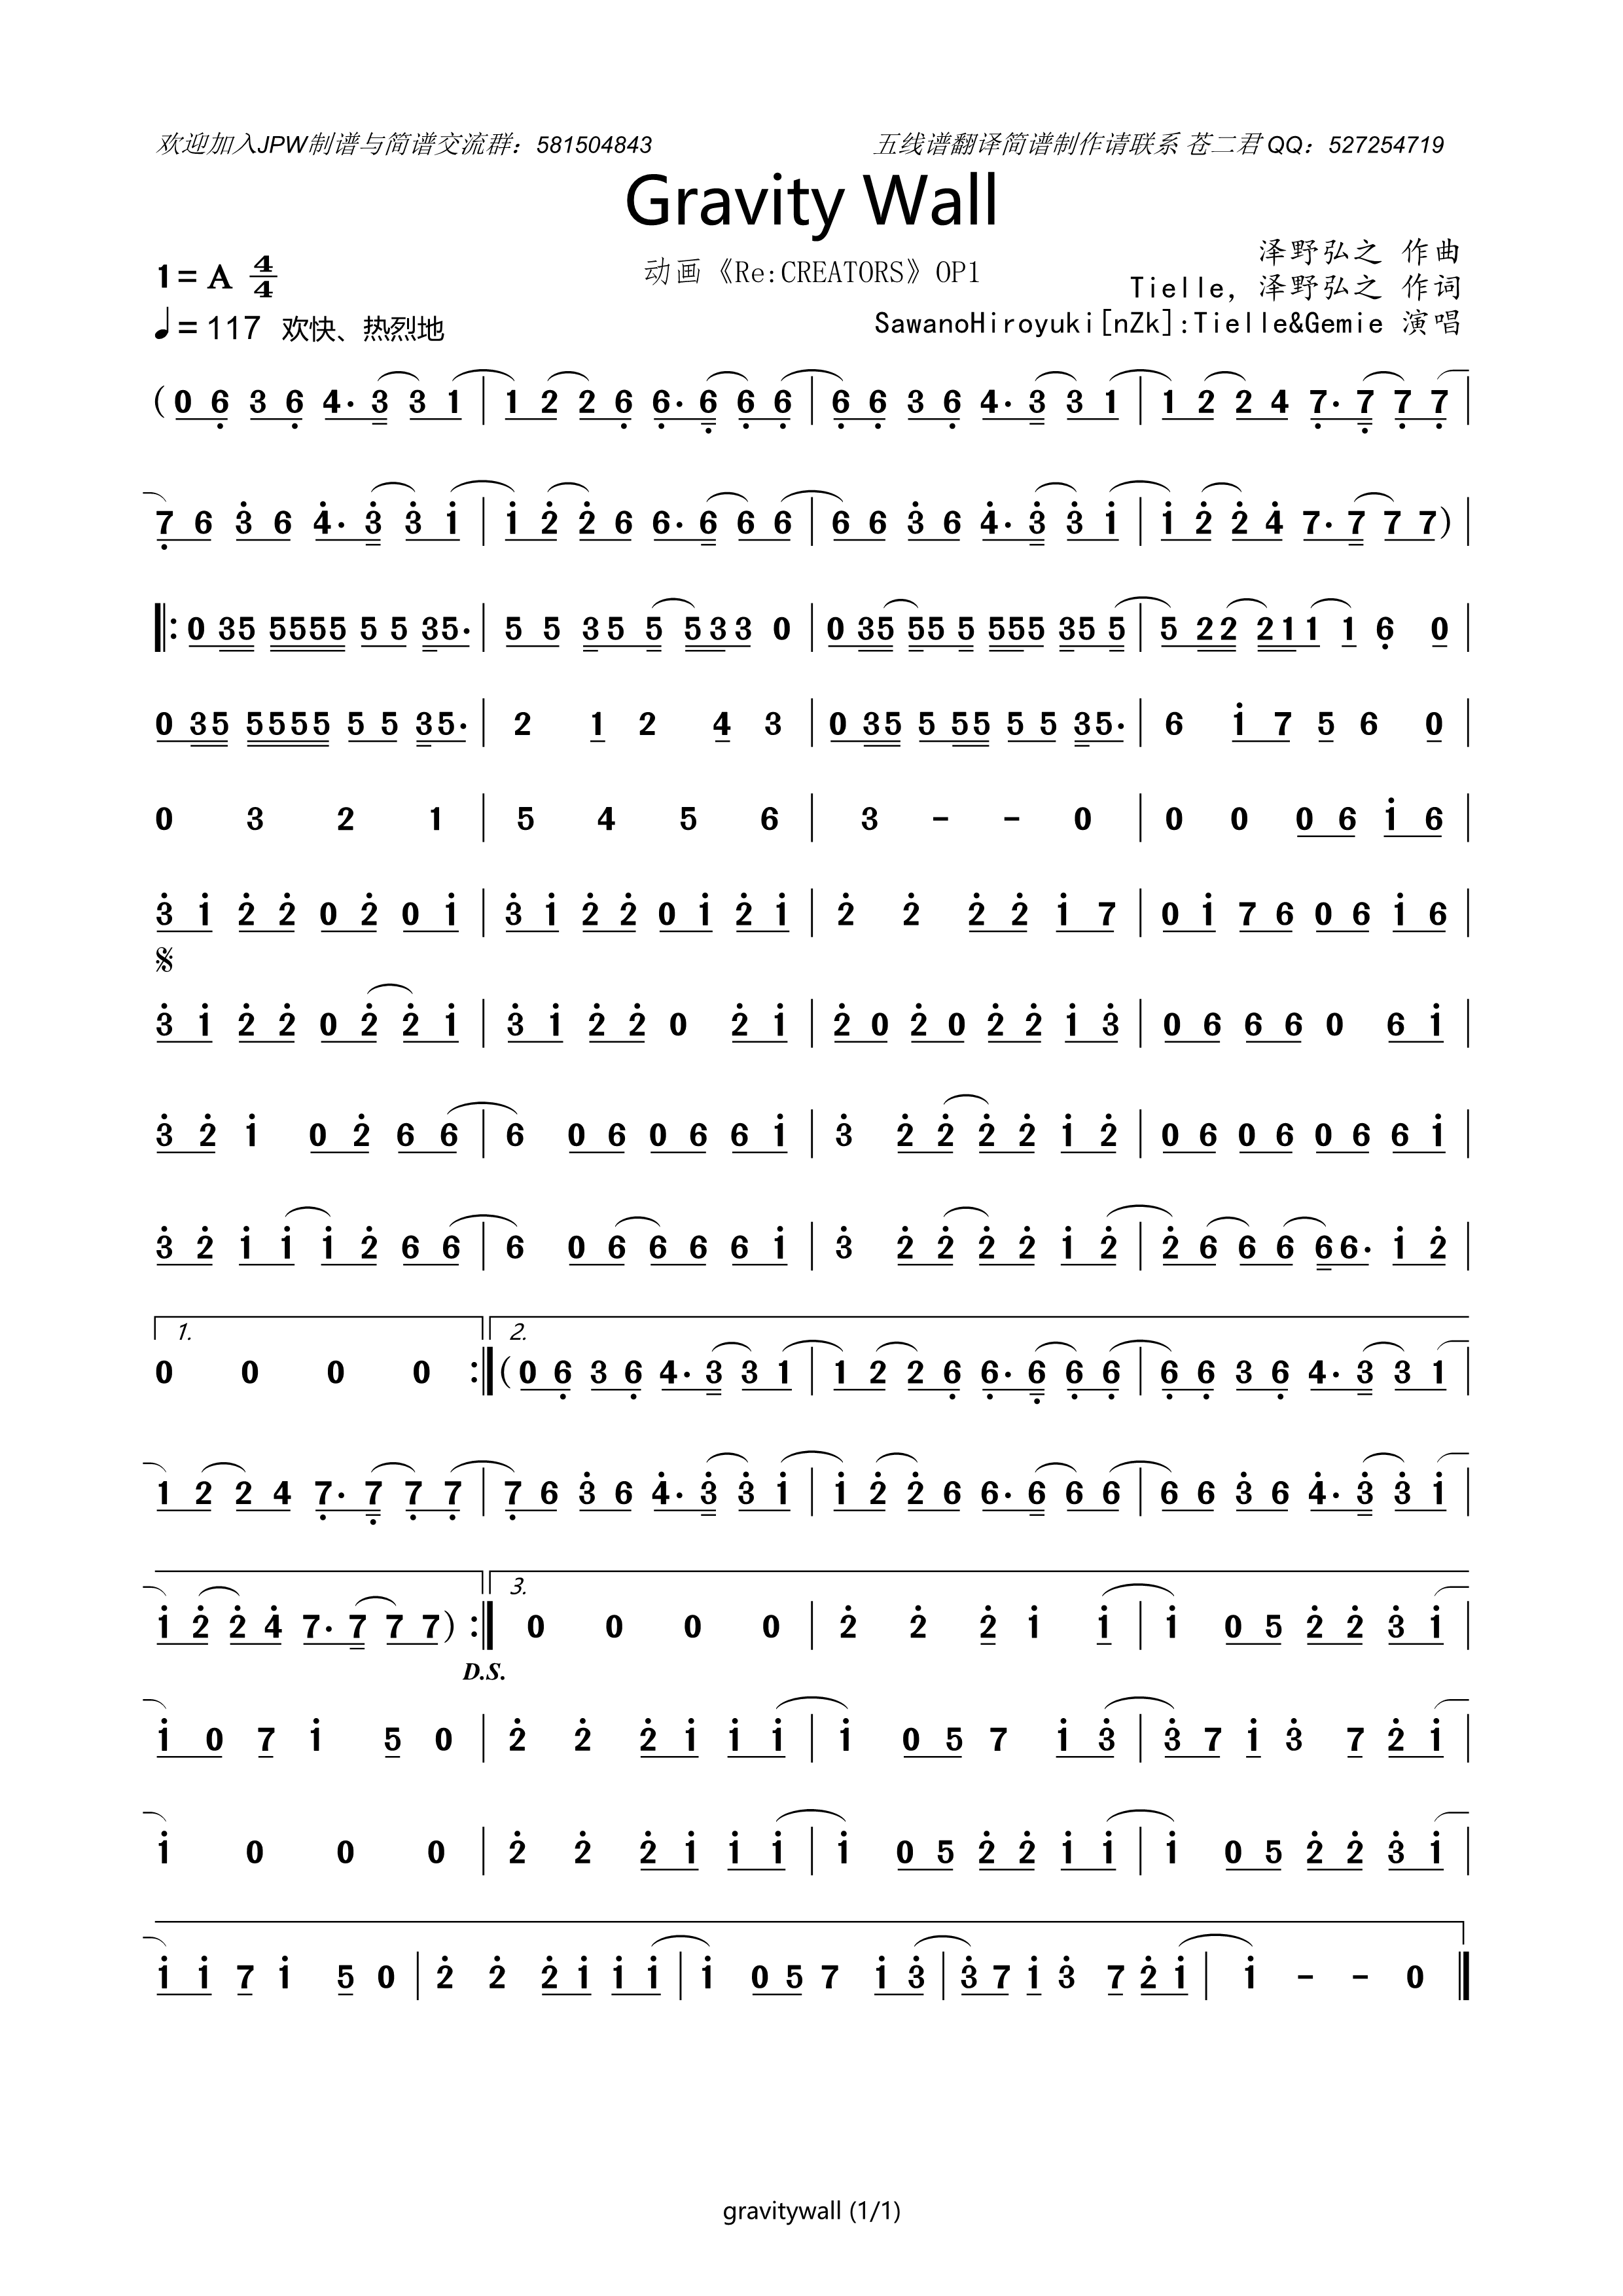 欢迎加入JPW制谱与简谱交流群：581504843
五线谱翻译简谱制作请联系 苍二君 QQ：527254719
Gravity Wall
动画《Re:CREATORS》OP1
泽野弘之 作曲
Tielle, 泽野弘之 作词
SawanoHiroyuki[nZk]:Tielle&Gemie 演唱
1= A 4/4
♩= 117 欢快、热烈地
(0 6̣ 3 6̣ 4· 3 3 1 | 1 2 2 6̣ 6̣· 6̣ 6̣ 6̣ | 6̣ 6̣ 3 6̣ 4· 3 3 1 | 1 2 2 4 7̣· 7̣ 7̣ 7̣ |
7̣ 6 3̇ 6 4̇· 3̇ 3̇ 1̇ | 1̇ 2̇ 2̇ 6 6· 6 6 6 | 6 6 3̇ 6 4̇· 3̇ 3̇ 1̇ | 1̇ 2̇ 2̇ 4̇ 7· 7 7 7) |
‖: 0 35 5555 5 5 35· | 5 5 35 5 533 0 | 0 35 55 5 555 35 5 | 5 22 211 1 6̣ 0 |
0 35 5555 5 5 35· | 2 1 2 4 3 | 0 35 5 55 5 5 35· | 6 1̇ 7 5 6 0 |
0 3 2 1 | 5 4 5 6 | 3 - - 0 | 0 0 0 6 1̇ 6 |
3̇ 1̇ 2̇ 2̇ 0 2̇ 0 1̇ | 3̇ 1̇ 2̇ 2̇ 0 1̇ 2̇ 1̇ | 2̇ 2̇ 2̇ 2̇ 1̇ 7 | 0 1̇ 7 6 0 6 1̇ 6 |
𝄋
3̇ 1̇ 2̇ 2̇ 0 2̇ 2̇ 1̇ | 3̇ 1̇ 2̇ 2̇ 0 2̇ 1̇ | 2̇ 0 2̇ 0 2̇ 2̇ 1̇ 3̇ | 0 6 6 6 0 6 1̇ |
3̇ 2̇ 1̇ 0 2̇ 6 6 | 6 0 6 0 6 6 1̇ | 3̇ 2̇ 2̇ 2̇ 2̇ 1̇ 2̇ | 0 6 0 6 0 6 6 1̇ |
3̇ 2̇ 1̇ 1̇ 1̇ 2̇ 6 6 | 6 0 6 6 6 6 1̇ | 3̇ 2̇ 2̇ 2̇ 2̇ 1̇ 2̇ | 2̇ 6 6 6 66· 1̇ 2̇ |
1. 2.
0 0 0 0 :‖ (0 6̣ 3 6̣ 4· 3 3 1 | 1 2 2 6̣ 6̣· 6̣ 6̣ 6̣ | 6̣ 6̣ 3 6̣ 4· 3 3 1 |
1 2 2 4 7̣· 7̣ 7̣ 7̣ | 7̣ 6 3̇ 6 4̇· 3̇ 3̇ 1̇ | 1̇ 2̇ 2̇ 6 6· 6 6 6 | 6 6 3̇ 6 4̇· 3̇ 3̇ 1̇ |
3.
1̇ 2̇ 2̇ 4̇ 7· 7 7 7) :‖ 0 0 0 0 | 2̇ 2̇ 2̇ 1̇ 1̇ | 1̇ 0 5 2̇ 2̇ 3̇ 1̇ |
D.S.
1̇ 0 7 1̇ 5 0 | 2̇ 2̇ 2̇ 1̇ 1̇ 1̇ | 1̇ 0 5 7 1̇ 3̇ | 3̇ 7 1̇ 3̇ 7 2̇ 1̇ |
1̇ 0 0 0 | 2̇ 2̇ 2̇ 1̇ 1̇ 1̇ | 1̇ 0 5 2̇ 2̇ 1̇ 1̇ | 1̇ 0 5 2̇ 2̇ 3̇ 1̇ |
1̇ 1̇ 7 1̇ 5 0 | 2̇ 2̇ 2̇ 1̇ 1̇ 1̇ | 1̇ 0 5 7 1̇ 3̇ | 3̇ 7 1̇ 3̇ 7 2̇ 1̇ | 1̇ - - 0 ‖
gravitywall (1/1)